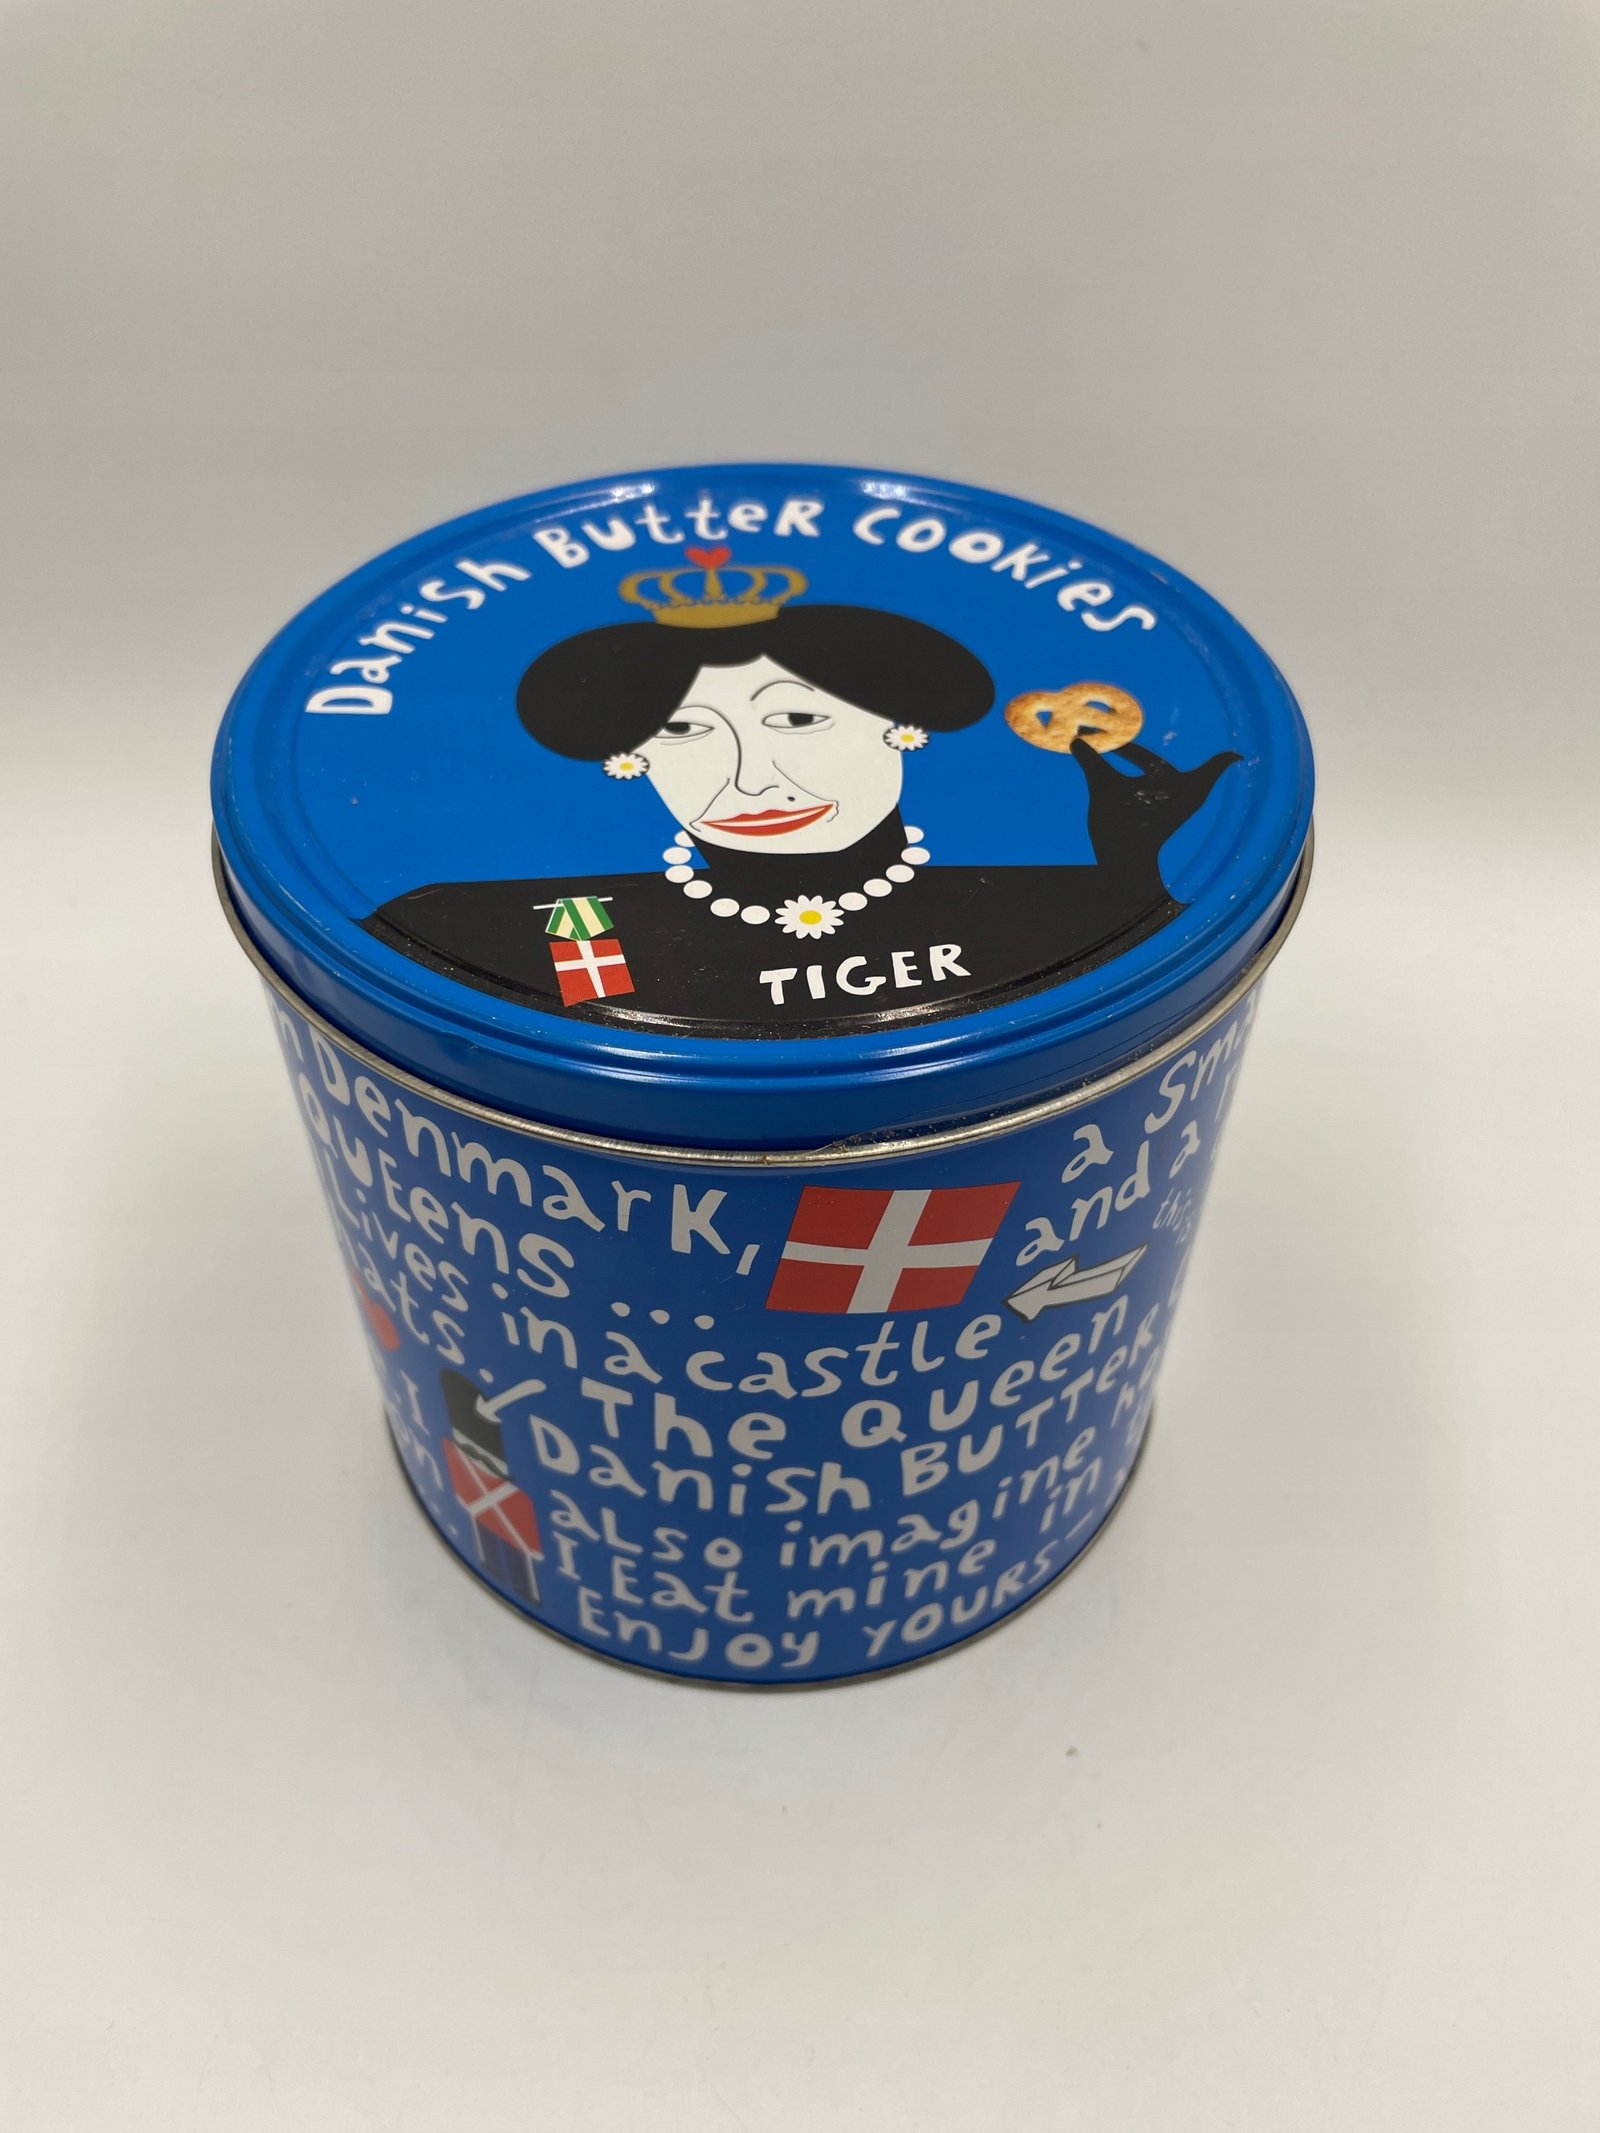 Danish Butter Cookies
TIGER
Denmark,
a
Queens ...
and a
Lives in a castle
this
The Queen
I
Danish Butter
also imagine
I Eat mine in
Enjoy yours